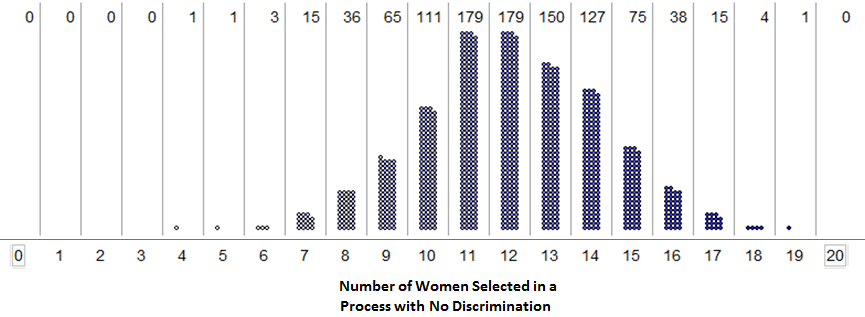 0 0 0 0 1 1 3 15 36 65 111 179 179 150 127 75 38 15 4 1 0
0 1 2 3 4 5 6 7 8 9 10 11 12 13 14 15 16 17 18 19 20
Number of Women Selected in a
Process with No Discrimination